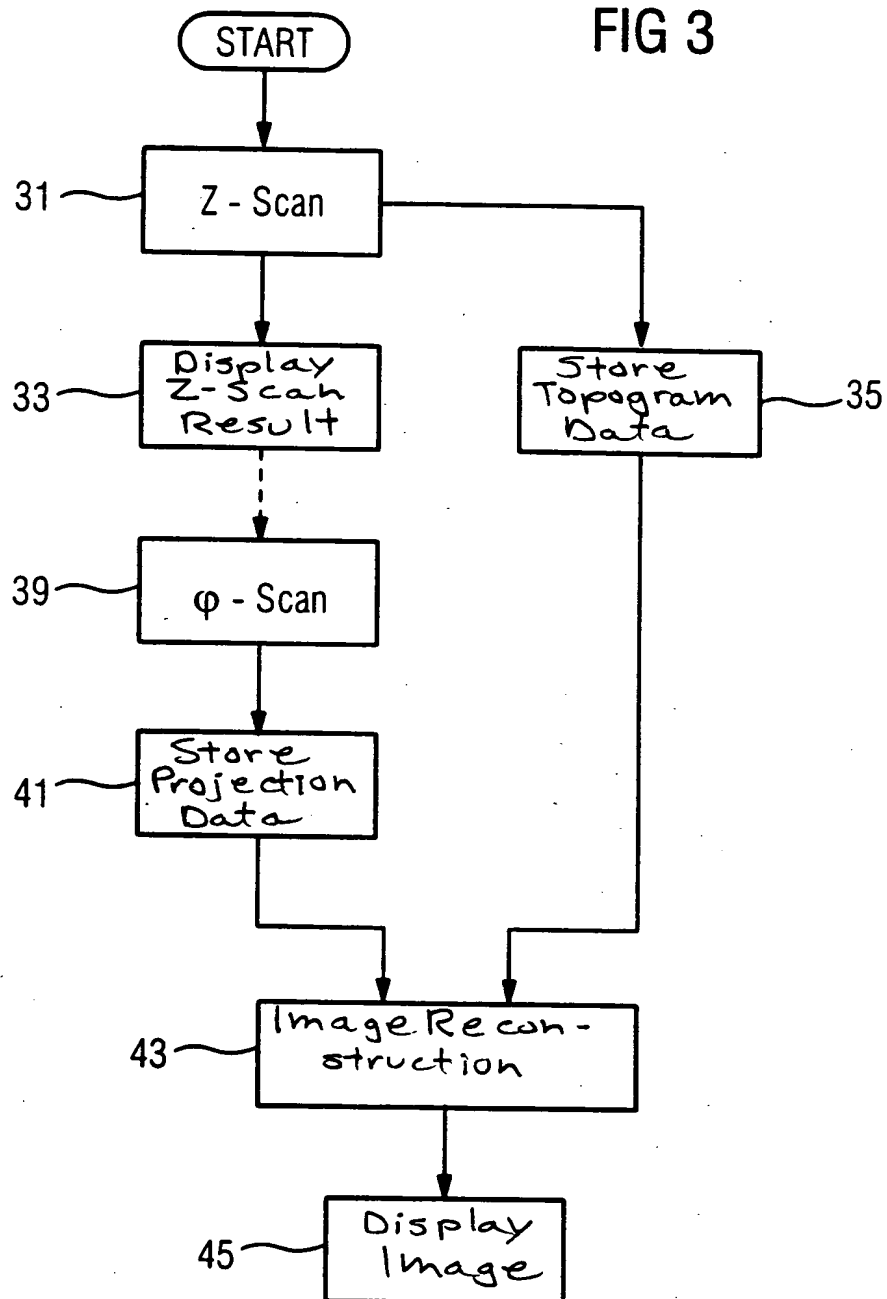 FIG 3
START
31
Z - Scan
33
Display
Z-Scan
Result
Store
Topogram
Data
35
39
φ - Scan
41
Store
Projection
Data
43
Image Recon-
struction
45
Display
Image